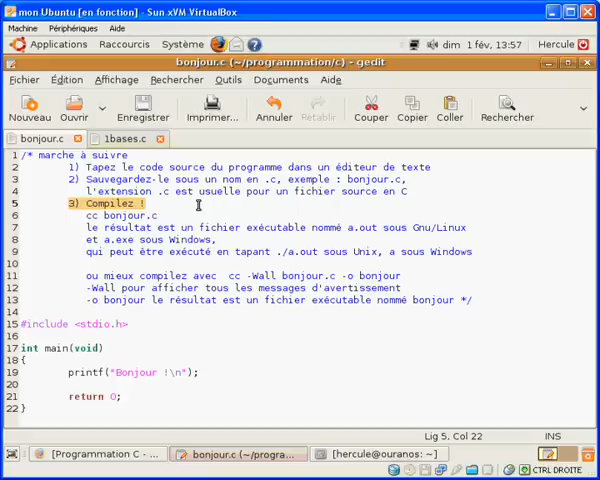 mon Ubuntu [en fonction] - Sun xVM VirtualBox
Machine Périphériques Aide
Applications Raccourcis Système dim 1 fév, 13:57 Hercule
bonjour.c (~/programmation/c) - gedit
Fichier Édition Affichage Rechercher Outils Documents Aide
Nouveau Ouvrir Enregistrer Imprimer... Annuler Rétablir Couper Copier Coller Rechercher
bonjour.c 1bases.c
1 /* marche à suivre
2 1) Tapez le code source du programme dans un éditeur de texte
3 2) Sauvegardez-le sous un nom en .c, exemple : bonjour.c,
4 l'extension .c est usuelle pour un fichier source en C
5 3) Compilez !
6 cc bonjour.c
7 le résultat est un fichier exécutable nommé a.out sous Gnu/Linux
8 et a.exe sous Windows,
9 qui peut être exécuté en tapant ./a.out sous Unix, a sous Windows
10
11 ou mieux compilez avec cc -Wall bonjour.c -o bonjour
12 -Wall pour afficher tous les messages d'avertissement
13 -o bonjour le résultat est un fichier exécutable nommé bonjour */
14
15 #include <stdio.h>
16
17 int main(void)
18 {
19 printf("Bonjour !\n");
20
21 return 0;
22 }
Lig 5, Col 22 INS
[Programmation C - ... bonjour.c (~/progra... [hercule@ouranos: ~]
CTRL DROITE